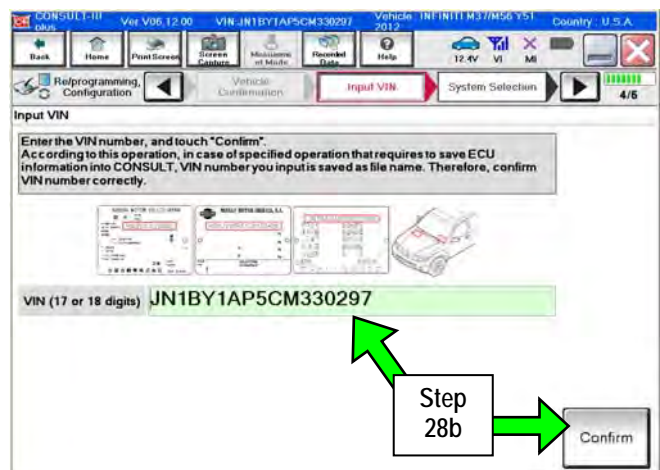 CONSULT-III plus Ver V06.12.00 VIN:JN1BY1AP5CM330297 Vehicle : INFINITI M37/M56 Y51 2012 Country : U.S.A.
Back Home Print Screen Screen Capture Measurement Mode Recorded Data Help 12.4V VI MI
Re/programming, Configuration Vehicle Confirmation Input VIN System Selection 4/6
Input VIN
Enter the VIN number, and touch "Confirm".
According to this operation, in case of specified operation that requires to save ECU
information into CONSULT, VIN number you input is saved as file name. Therefore, confirm
VIN number correctly.
VIN (17 or 18 digits) JN1BY1AP5CM330297
Step
28b
Confirm